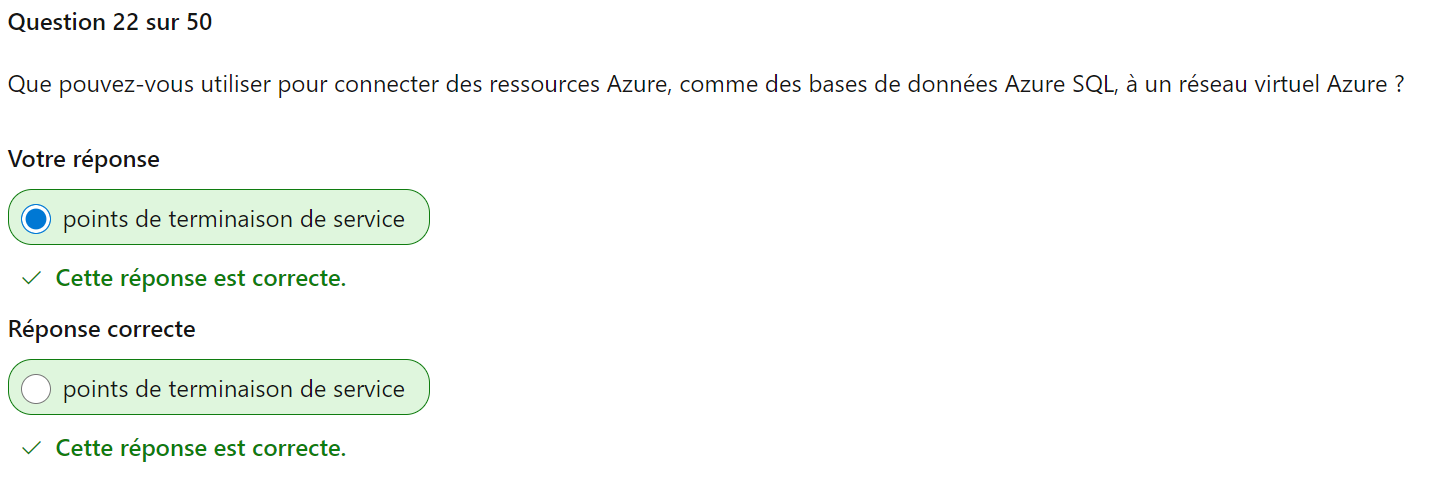 Question 22 sur 50
Que pouvez-vous utiliser pour connecter des ressources Azure, comme des bases de données Azure SQL, à un réseau virtuel Azure ?
Votre réponse
points de terminaison de service
Cette réponse est correcte.
Réponse correcte
points de terminaison de service
Cette réponse est correcte.